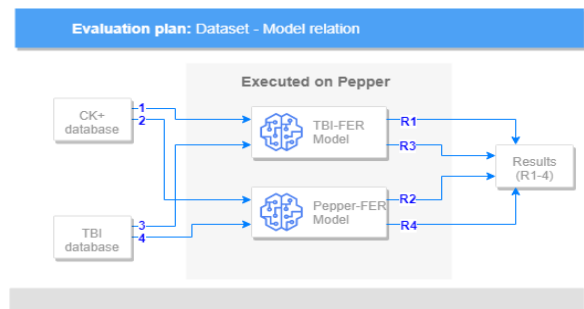 Evaluation plan: Dataset - Model relation
Executed on Pepper
CK+
database
1
2
TBI-FER
Model
R1
R3
Results
(R1-4)
Pepper-FER
Model
R2
R4
TBI
database
3
4